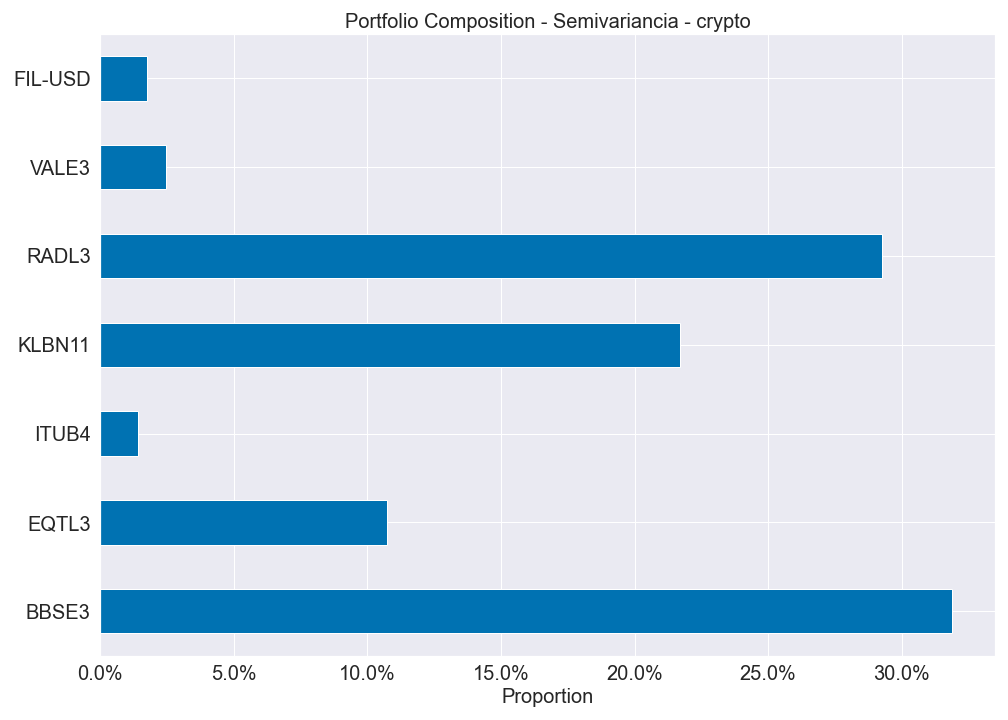 Portfolio Composition - Semivariancia - crypto
FIL-USD
VALE3
RADL3
KLBN11
ITUB4
EQTL3
BBSE3
0.0% 5.0% 10.0% 15.0% 20.0% 25.0% 30.0%
Proportion